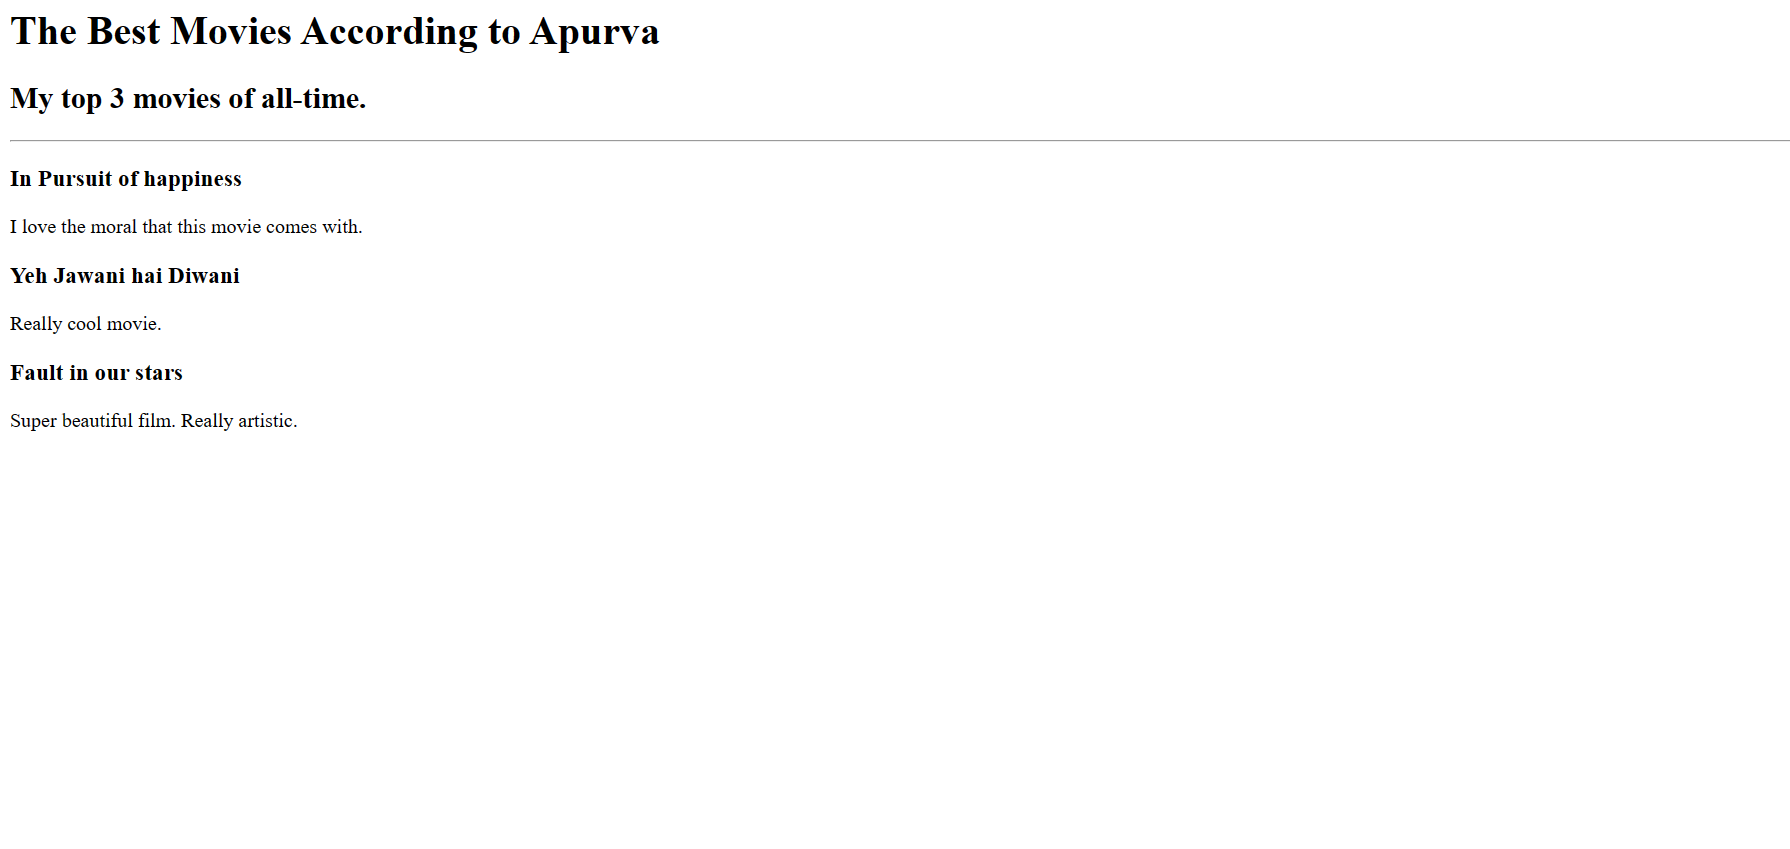 The Best Movies According to Apurva
My top 3 movies of all-time.
In Pursuit of happiness
I love the moral that this movie comes with.
Yeh Jawani hai Diwani
Really cool movie.
Fault in our stars
Super beautiful film. Really artistic.